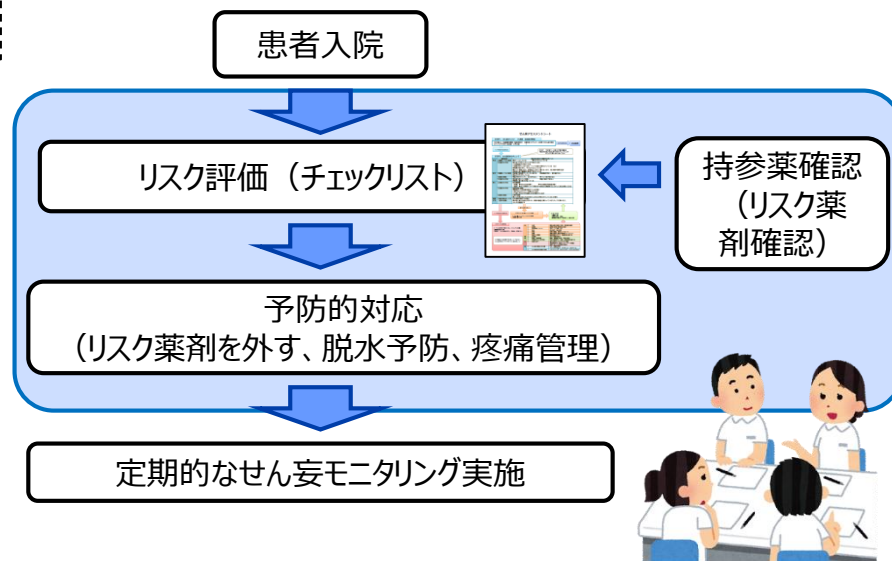 患者入院
リスク評価（チェックリスト）
持参薬確認
（リスク薬
剤確認）
予防的対応
（リスク薬剤を外す、脱水予防、疼痛管理）
定期的なせん妄モニタリング実施